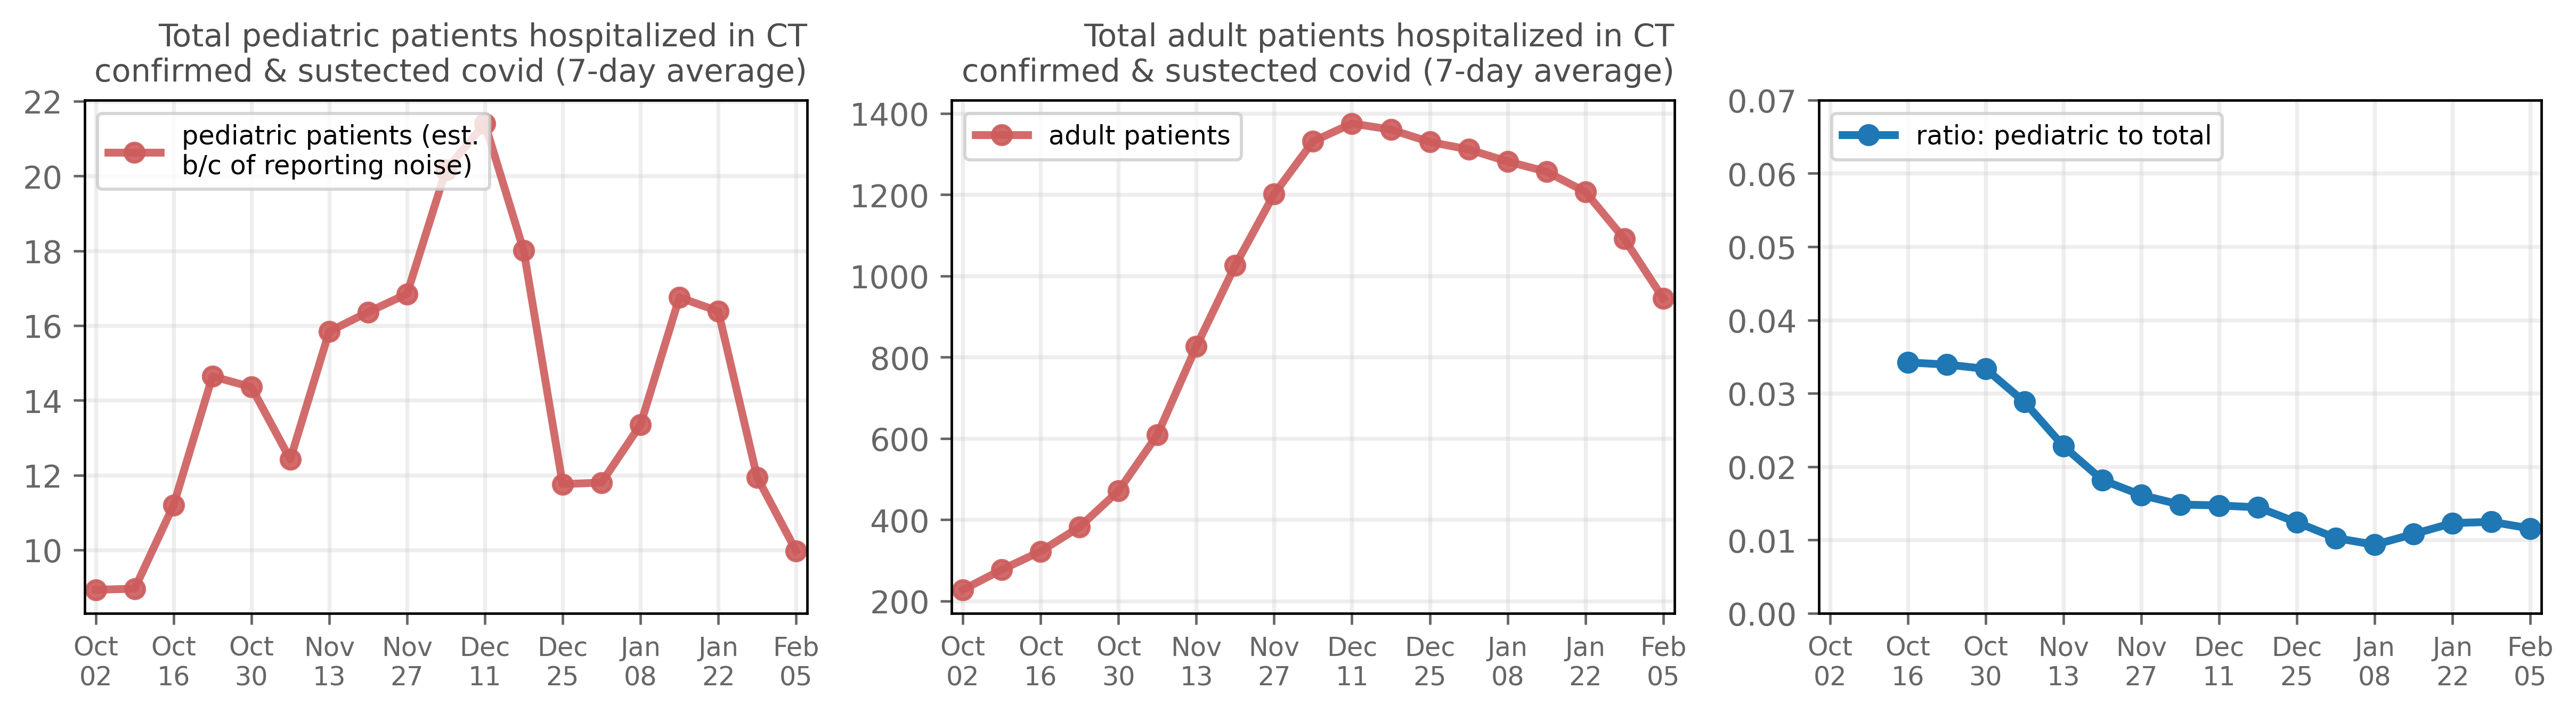 Total pediatric patients hospitalized in CT
confirmed & sustected covid (7-day average)
22
20
18
16
14
12
10
pediatric patients (est.
b/c of reporting noise)
Oct Oct Oct Nov Nov Dec Dec Jan Jan Feb
02 16 30 13 27 11 25 08 22 05
Total adult patients hospitalized in CT
confirmed & sustected covid (7-day average)
1400
1200
1000
800
600
400
200
adult patients
Oct Oct Oct Nov Nov Dec Dec Jan Jan Feb
02 16 30 13 27 11 25 08 22 05
0.07
0.06
0.05
0.04
0.03
0.02
0.01
0.00
ratio: pediatric to total
Oct Oct Oct Nov Nov Dec Dec Jan Jan Feb
02 16 30 13 27 11 25 08 22 05